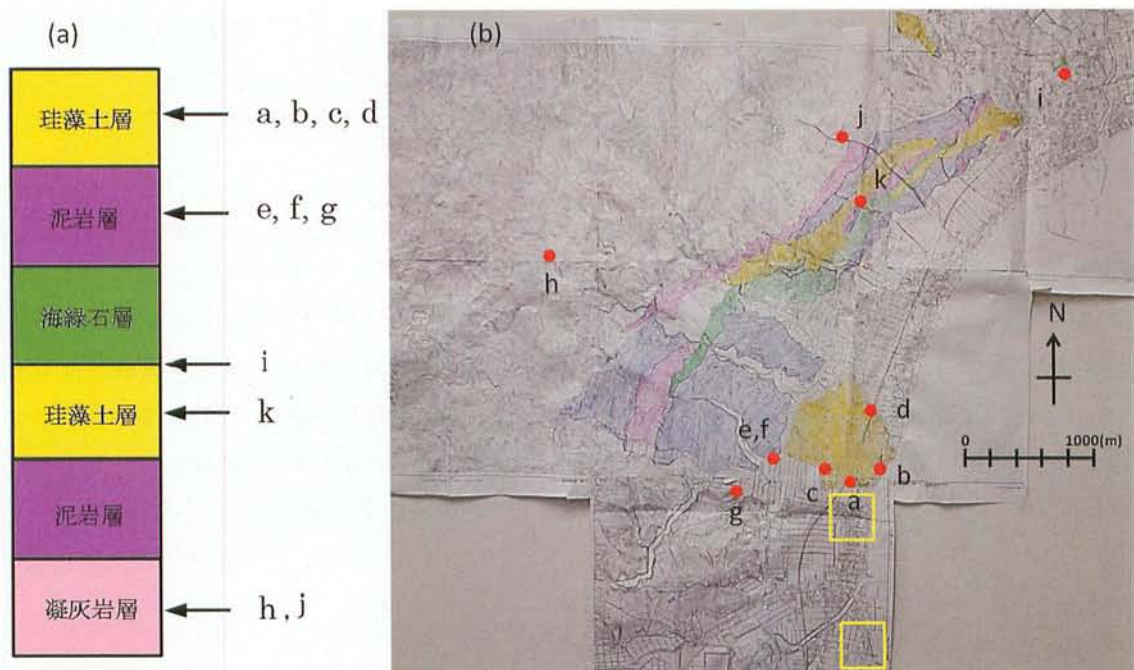 (a)
珪藻土層
a, b, c, d
泥岩層
e, f, g
海緑石層
i
珪藻土層
k
泥岩層
凝灰岩層
h, j
(b)
i
j
k
h
N
d
0 1000(m)
e,f
b
c
a
g